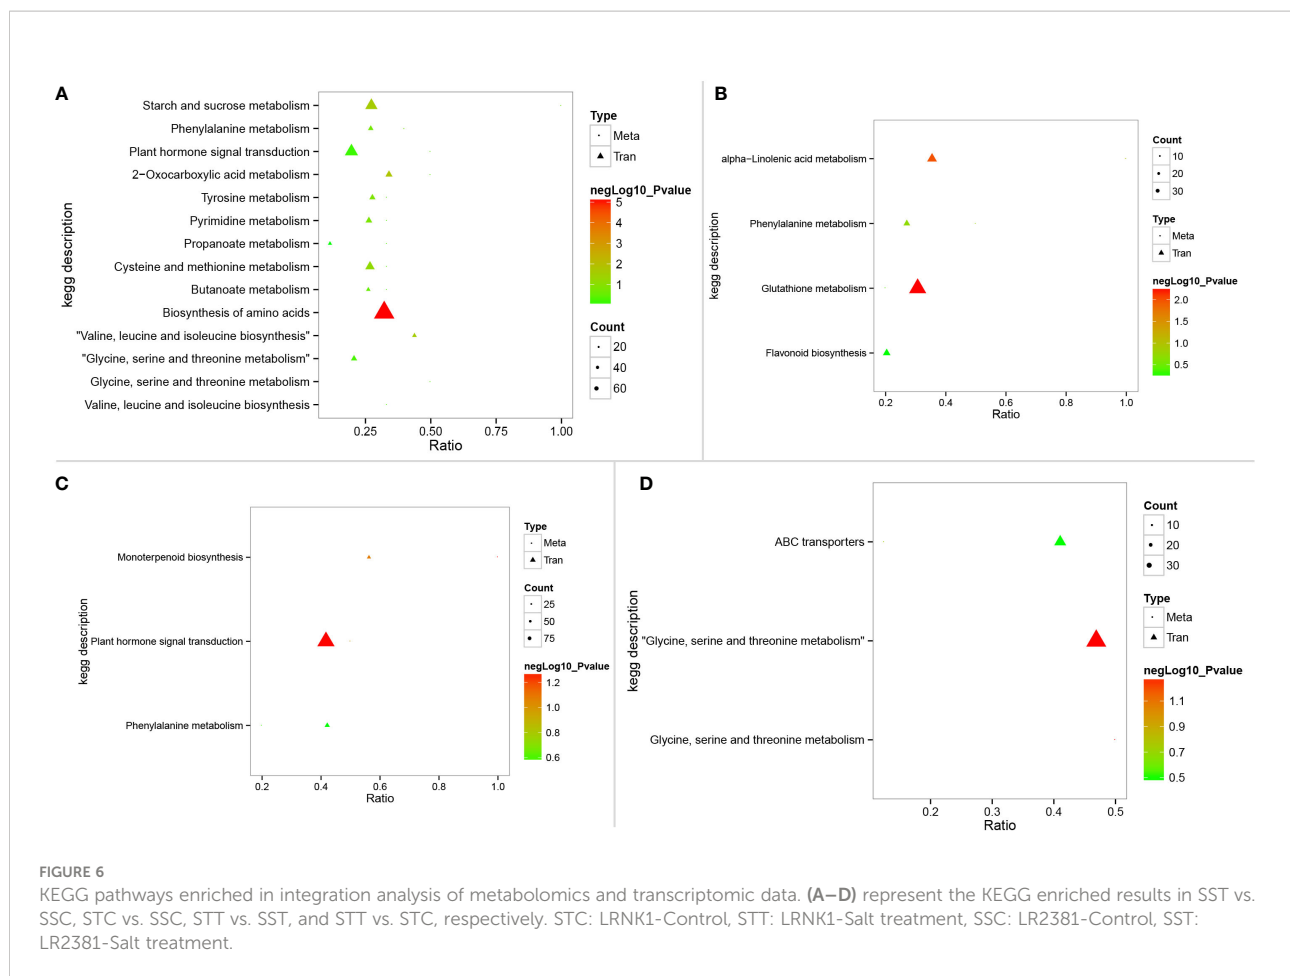 A
Starch and sucrose metabolism
Phenylalanine metabolism
Plant hormone signal transduction
2−Oxocarboxylic acid metabolism
Tyrosine metabolism
Pyrimidine metabolism
Propanoate metabolism
Cysteine and methionine metabolism
Butanoate metabolism
Biosynthesis of amino acids
"Valine, leucine and isoleucine biosynthesis"
"Glycine, serine and threonine metabolism"
Glycine, serine and threonine metabolism
Valine, leucine and isoleucine biosynthesis
kegg description
0.25 0.50 0.75 1.00
Ratio
Type
Meta
Tran
negLog10_Pvalue
5
4
3
2
1
Count
20
40
60
B
alpha−Linolenic acid metabolism
Phenylalanine metabolism
Glutathione metabolism
Flavonoid biosynthesis
kegg description
0.2 0.4 0.6 0.8 1.0
Ratio
Count
10
20
30
Type
Meta
Tran
negLog10_Pvalue
2.0
1.5
1.0
0.5
C
Monoterpenoid biosynthesis
Plant hormone signal transduction
Phenylalanine metabolism
kegg description
0.2 0.4 0.6 0.8 1.0
Ratio
Type
Meta
Tran
Count
25
50
75
negLog10_Pvalue
1.2
1.0
0.8
0.6
D
ABC transporters
"Glycine, serine and threonine metabolism"
Glycine, serine and threonine metabolism
kegg description
0.2 0.3 0.4 0.5
Ratio
Count
10
20
30
Type
Meta
Tran
negLog10_Pvalue
1.1
0.9
0.7
0.5
FIGURE 6
KEGG pathways enriched in integration analysis of metabolomics and transcriptomic data. (A–D) represent the KEGG enriched results in SST vs.
SSC, STC vs. SSC, STT vs. SST, and STT vs. STC, respectively. STC: LRNK1-Control, STT: LRNK1-Salt treatment, SSC: LR2381-Control, SST:
LR2381-Salt treatment.